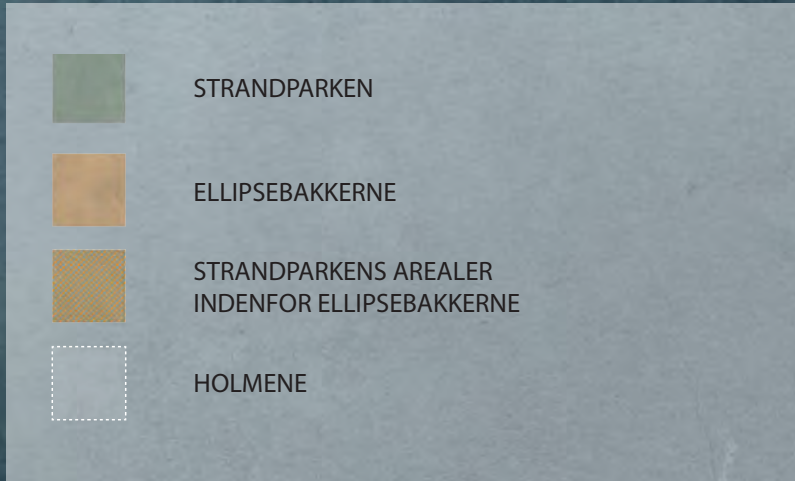 STRANDPARKEN
ELLIPSEBAKKERNE
STRANDPARKENS AREALER
INDENFOR ELLIPSEBAKKERNE
HOLMENE